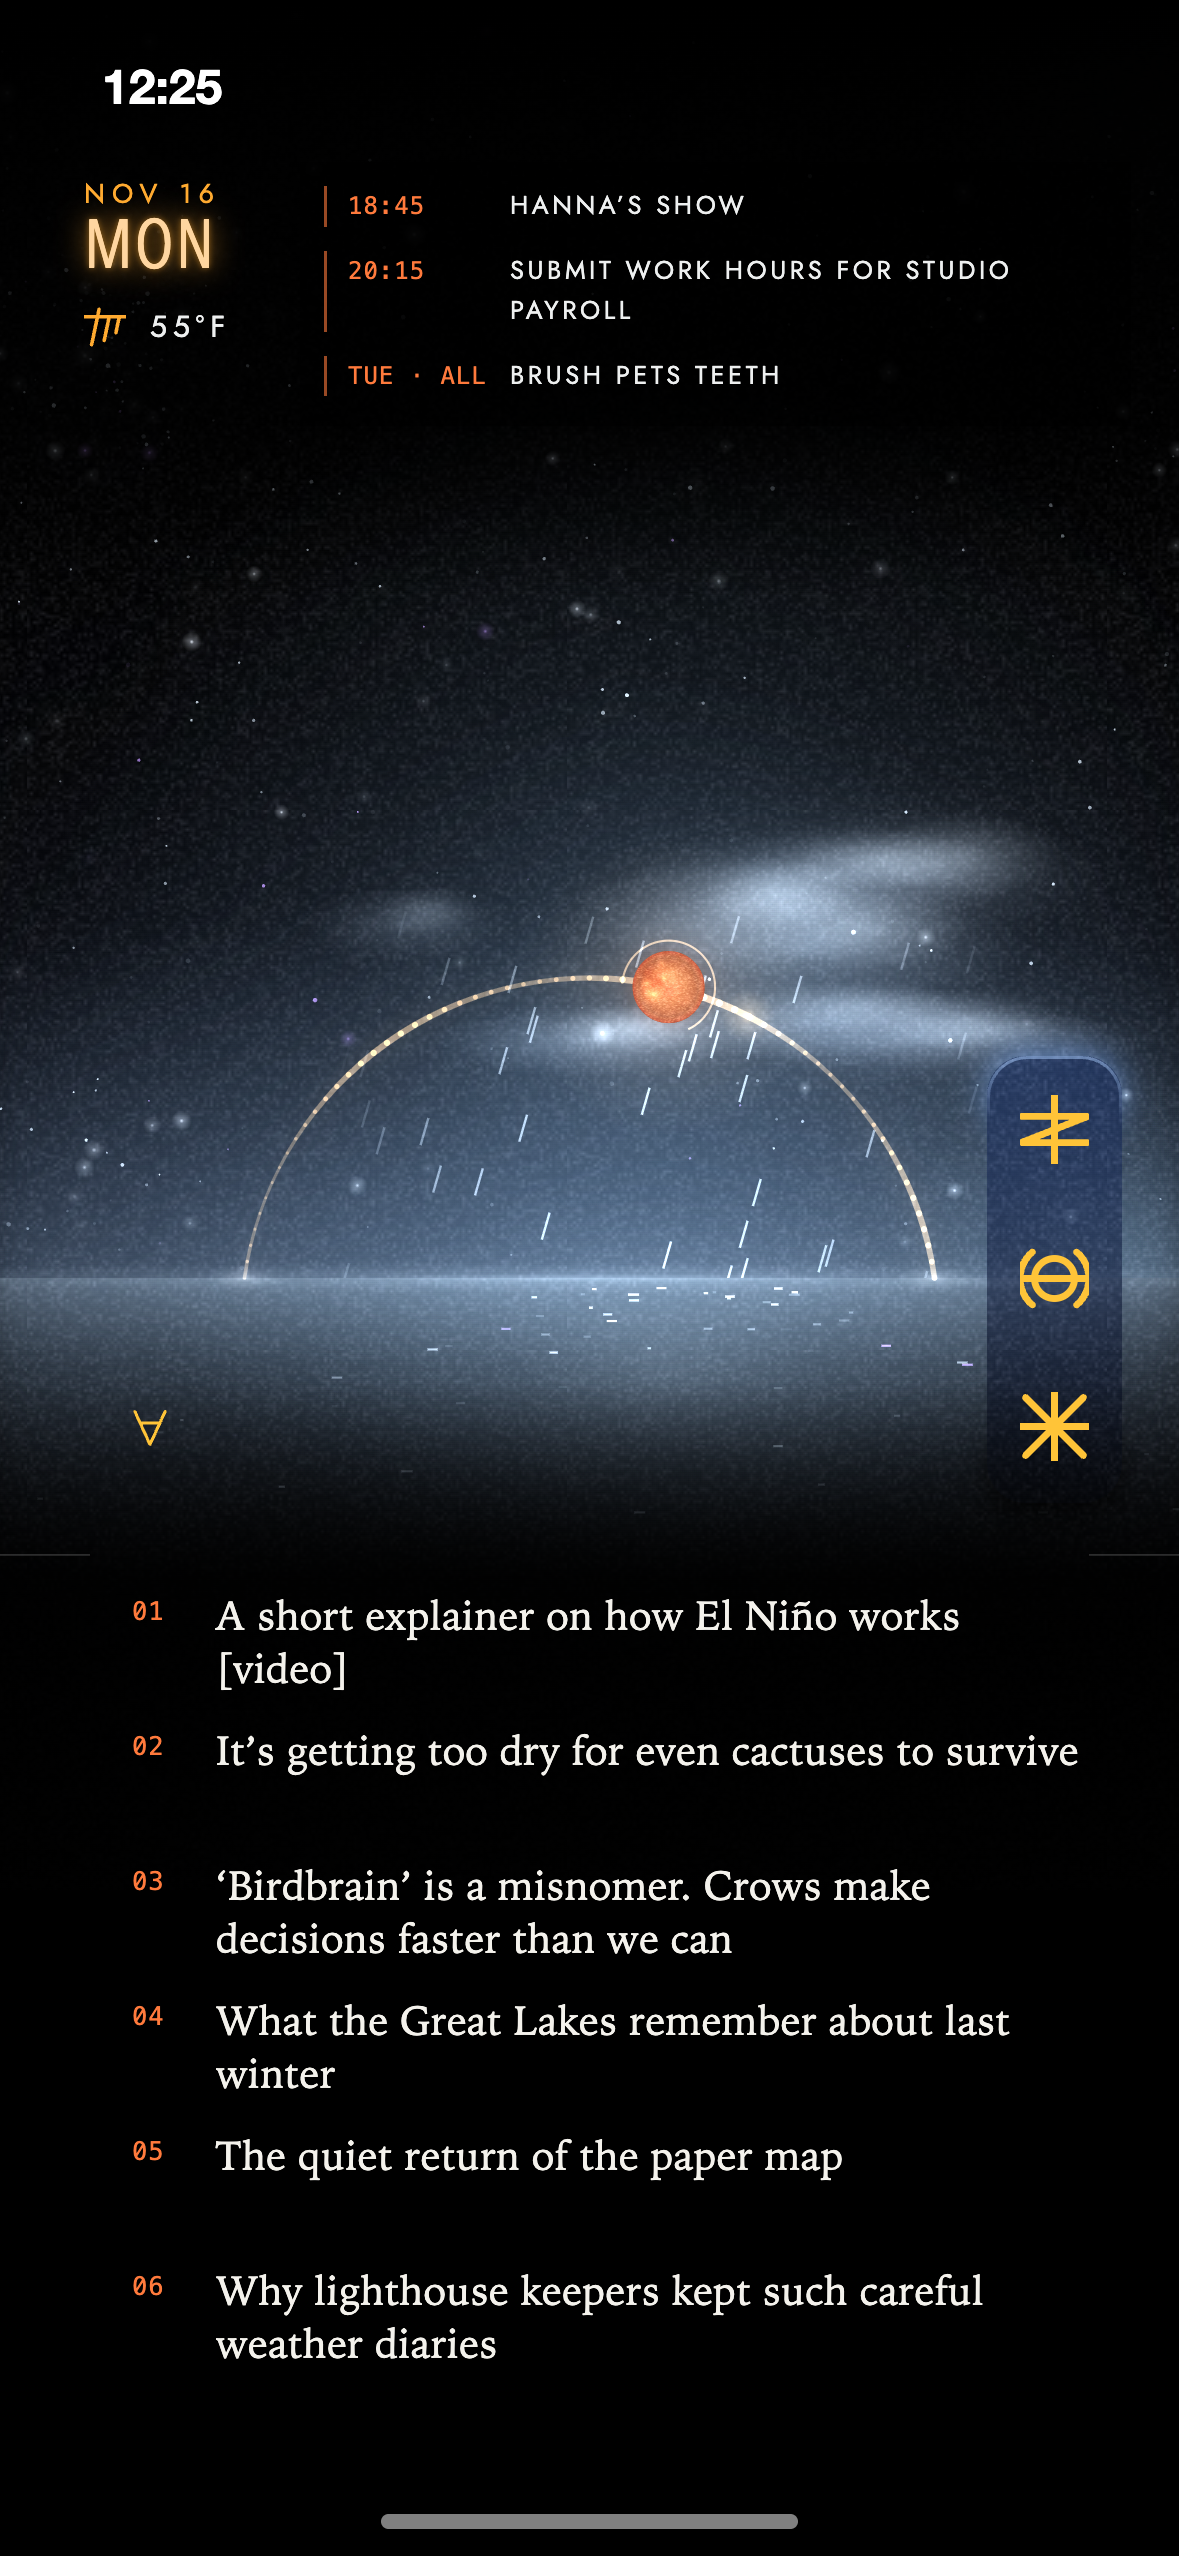 12:25
NOV 16
MON
55°F
18:45 HANNA’S SHOW
20:15 SUBMIT WORK HOURS FOR STUDIO
PAYROLL
TUE · ALL BRUSH PETS TEETH
01 A short explainer on how El Niño works
[video]
02 It’s getting too dry for even cactuses to survive
03 ‘Birdbrain’ is a misnomer. Crows make
decisions faster than we can
04 What the Great Lakes remember about last
winter
05 The quiet return of the paper map
06 Why lighthouse keepers kept such careful
weather diaries